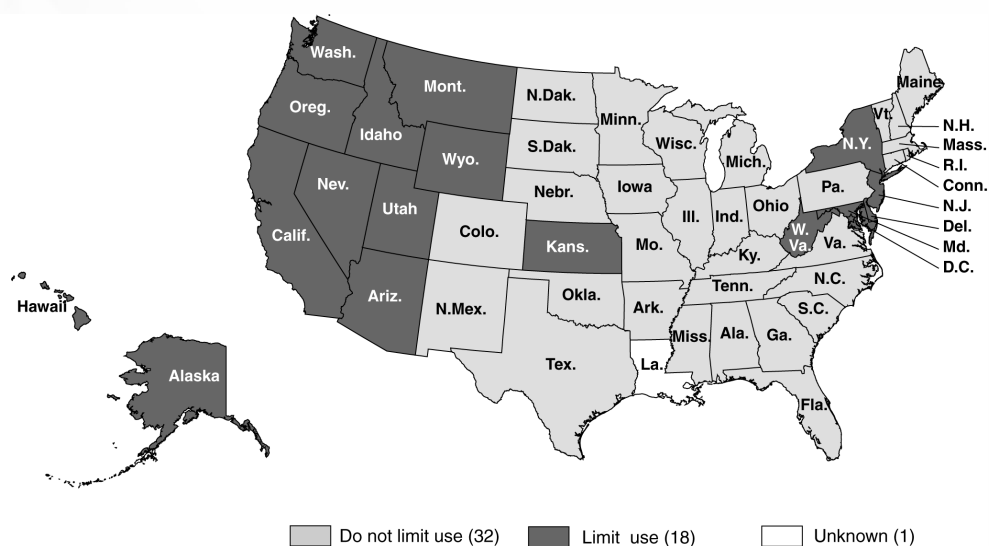 Wash.
Mont.
N.Dak.
Minn.
Maine
Oreg.
Idaho
Vt.
N.H.
Wisc.
N.Y.
Mass.
S.Dak.
Mich.
R.I.
Wyo.
Conn.
Nev.
Nebr.
Iowa
Pa.
N.J.
Utah
Ill.
Ind.
Ohio
Del.
Calif.
Colo.
Kans.
Mo.
W.
Va.
Va.
Md.
Ky.
D.C.
Ariz.
N.Mex.
Okla.
Tenn.
N.C.
Ark.
S.C.
Hawaii
Miss.
Ala.
Ga.
Tex.
La.
Alaska
Fla.
Do not limit use (32) Limit use (18) Unknown (1)